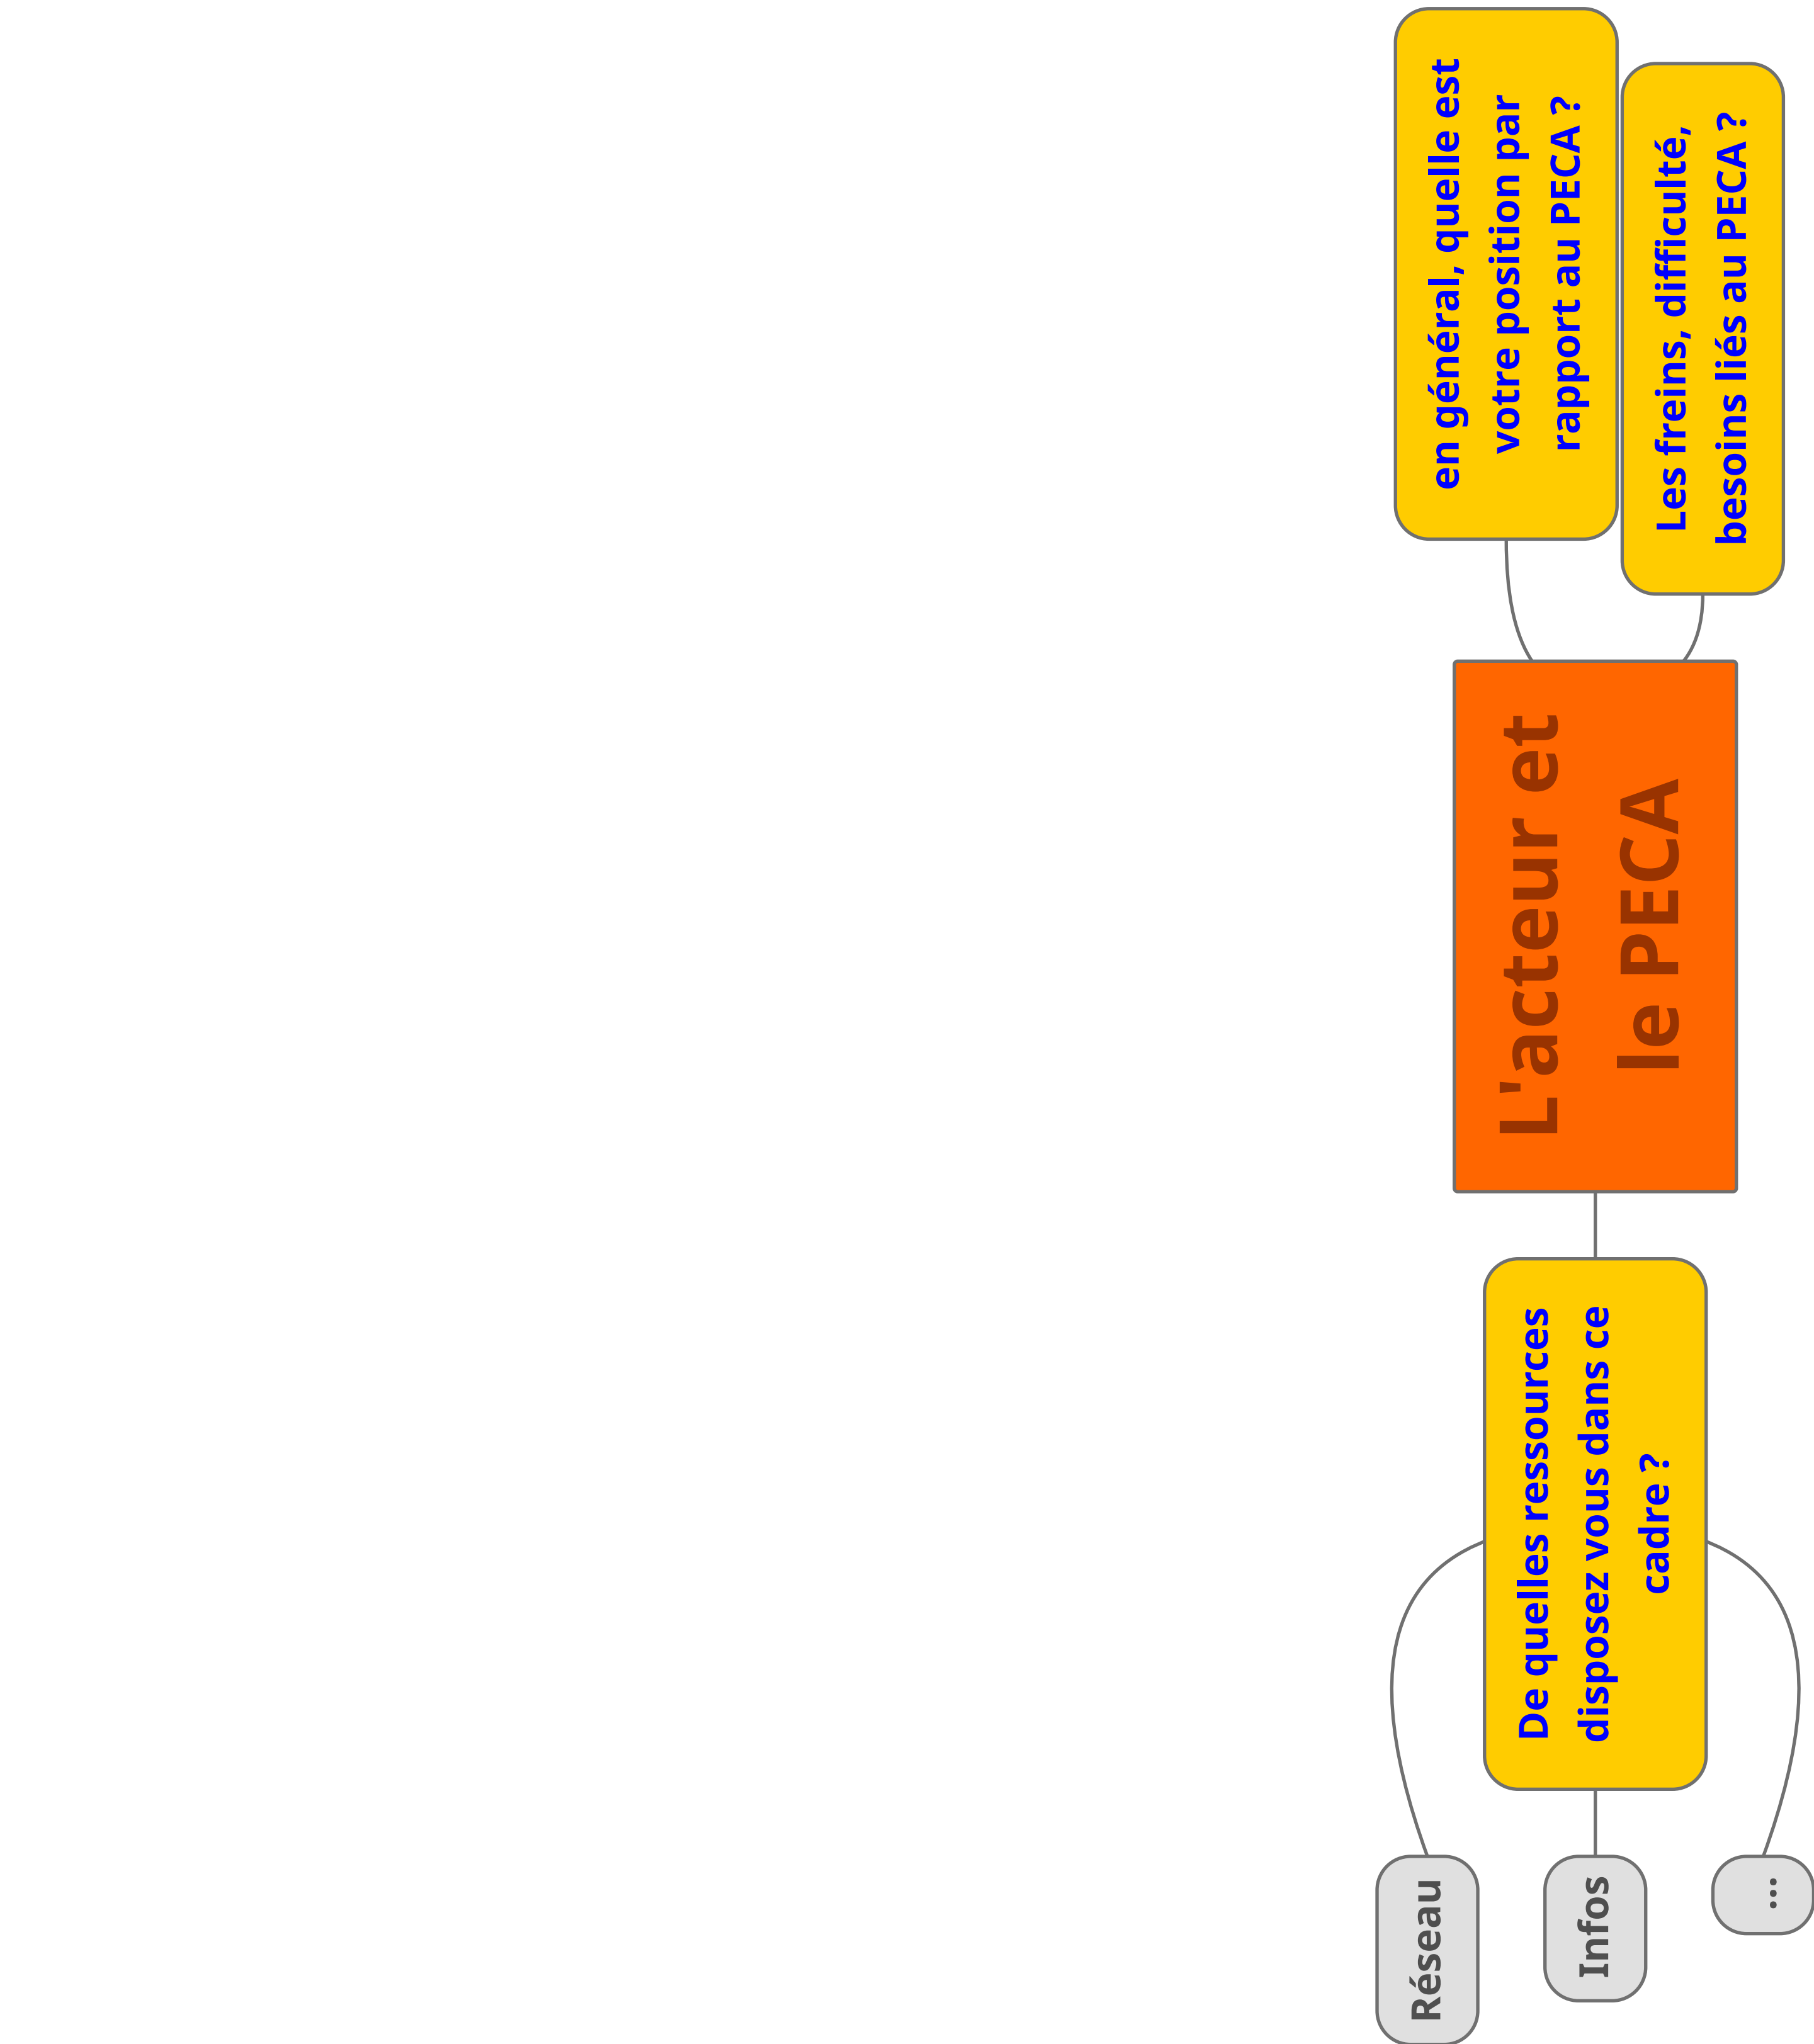 en général, quelle est
votre position par
rapport au PECA ?
Les freins, difficulté,
besoins liés au PECA ?
L'acteur et
le PECA
De quelles ressources
disposez vous dans ce
cadre ?
Réseau
Infos
...